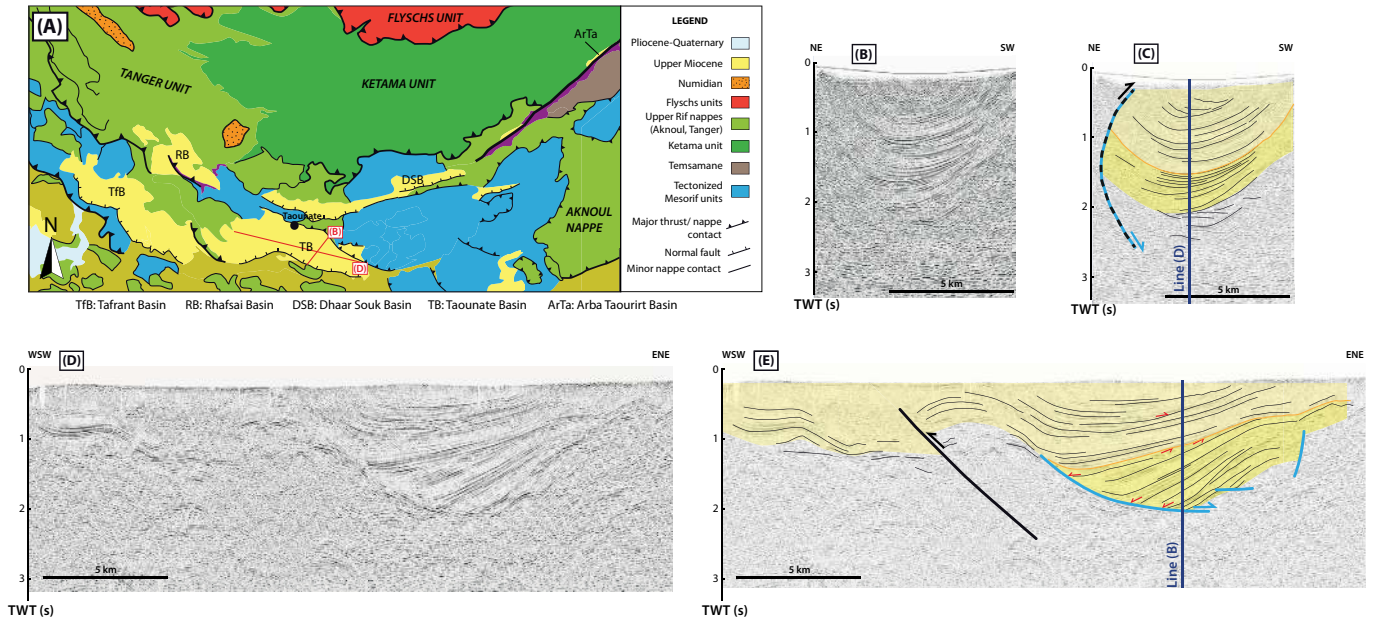 (A)
FLYSCHS UNIT
ArTa
TANGER UNIT
KETAMA UNIT
RB
TfB
DSB
Taounate
AKNOUL
NAPPE
N
TB
(B)
(D)
LEGEND
Pliocene-Quaternary
Upper Miocene
Numidian
Flyschs units
Upper Rif nappes
(Aknoul, Tanger)
Ketama unit
Temsamane
Tectonized
Mesorif units
Major thrust/ nappe
contact
Normal fault
Minor nappe contact
TfB: Tafrant Basin RB: Rhafsai Basin DSB: Dhaar Souk Basin TB: Taounate Basin ArTa: Arba Taourirt Basin
NE (B) SW
0
1
2
3
5 km
TWT (s)
NE (C) SW
0
1
2
3
Line (D)
5 km
TWT (s)
WSW (D) ENE
0
1
2
3
5 km
TWT (s)
WSW (E) ENE
0
1
2
3
Line (B)
5 km
TWT (s)